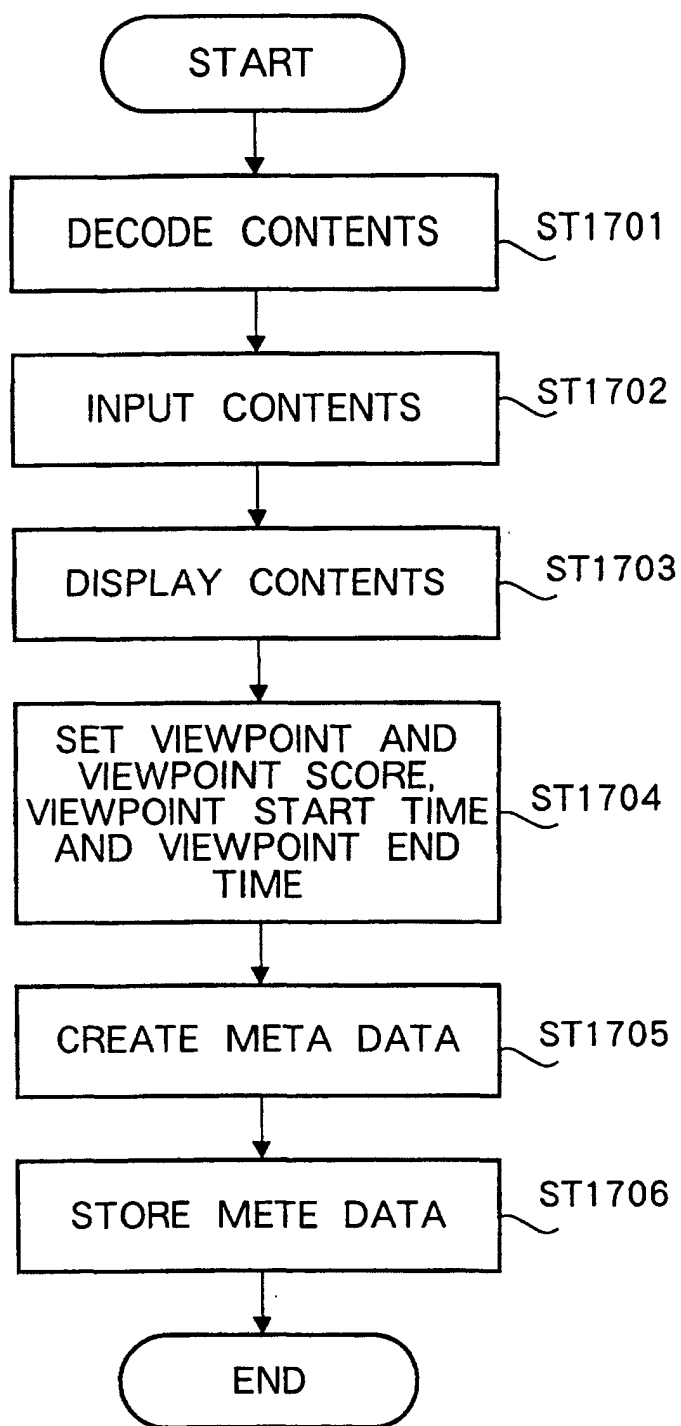 START
DECODE CONTENTS
ST1701
INPUT CONTENTS
ST1702
DISPLAY CONTENTS
ST1703
SET VIEWPOINT AND
VIEWPOINT SCORE,
VIEWPOINT START TIME
AND VIEWPOINT END
TIME
ST1704
CREATE META DATA
ST1705
STORE METE DATA
ST1706
END